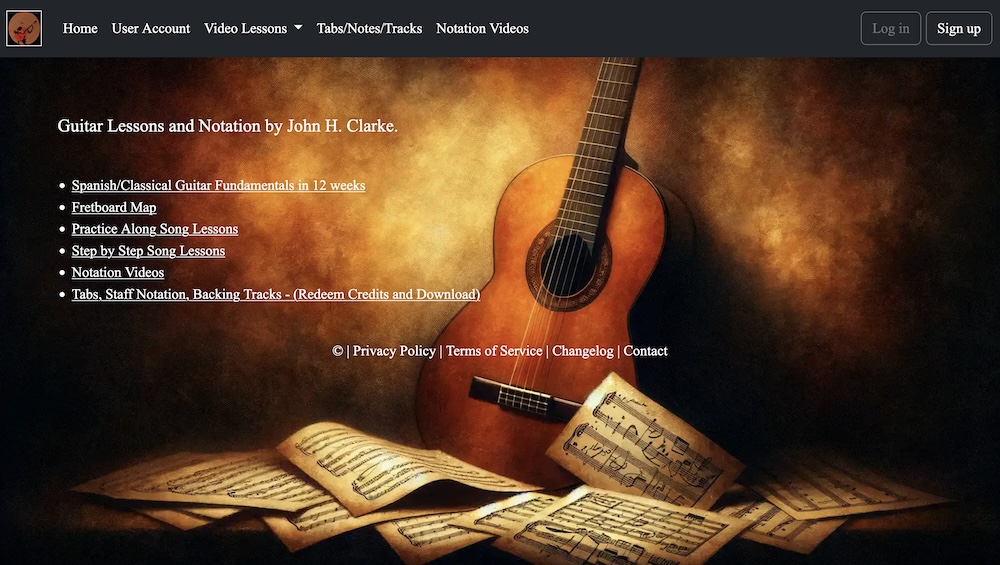 Home User Account Video Lessons Tabs/Notes/Tracks Notation Videos Log in Sign up
Guitar Lessons and Notation by John H. Clarke.
• Spanish/Classical Guitar Fundamentals in 12 weeks
• Fretboard Map
• Practice Along Song Lessons
• Step by Step Song Lessons
• Notation Videos
• Tabs, Staff Notation, Backing Tracks - (Redeem Credits and Download)
© | Privacy Policy | Terms of Service | Changelog | Contact